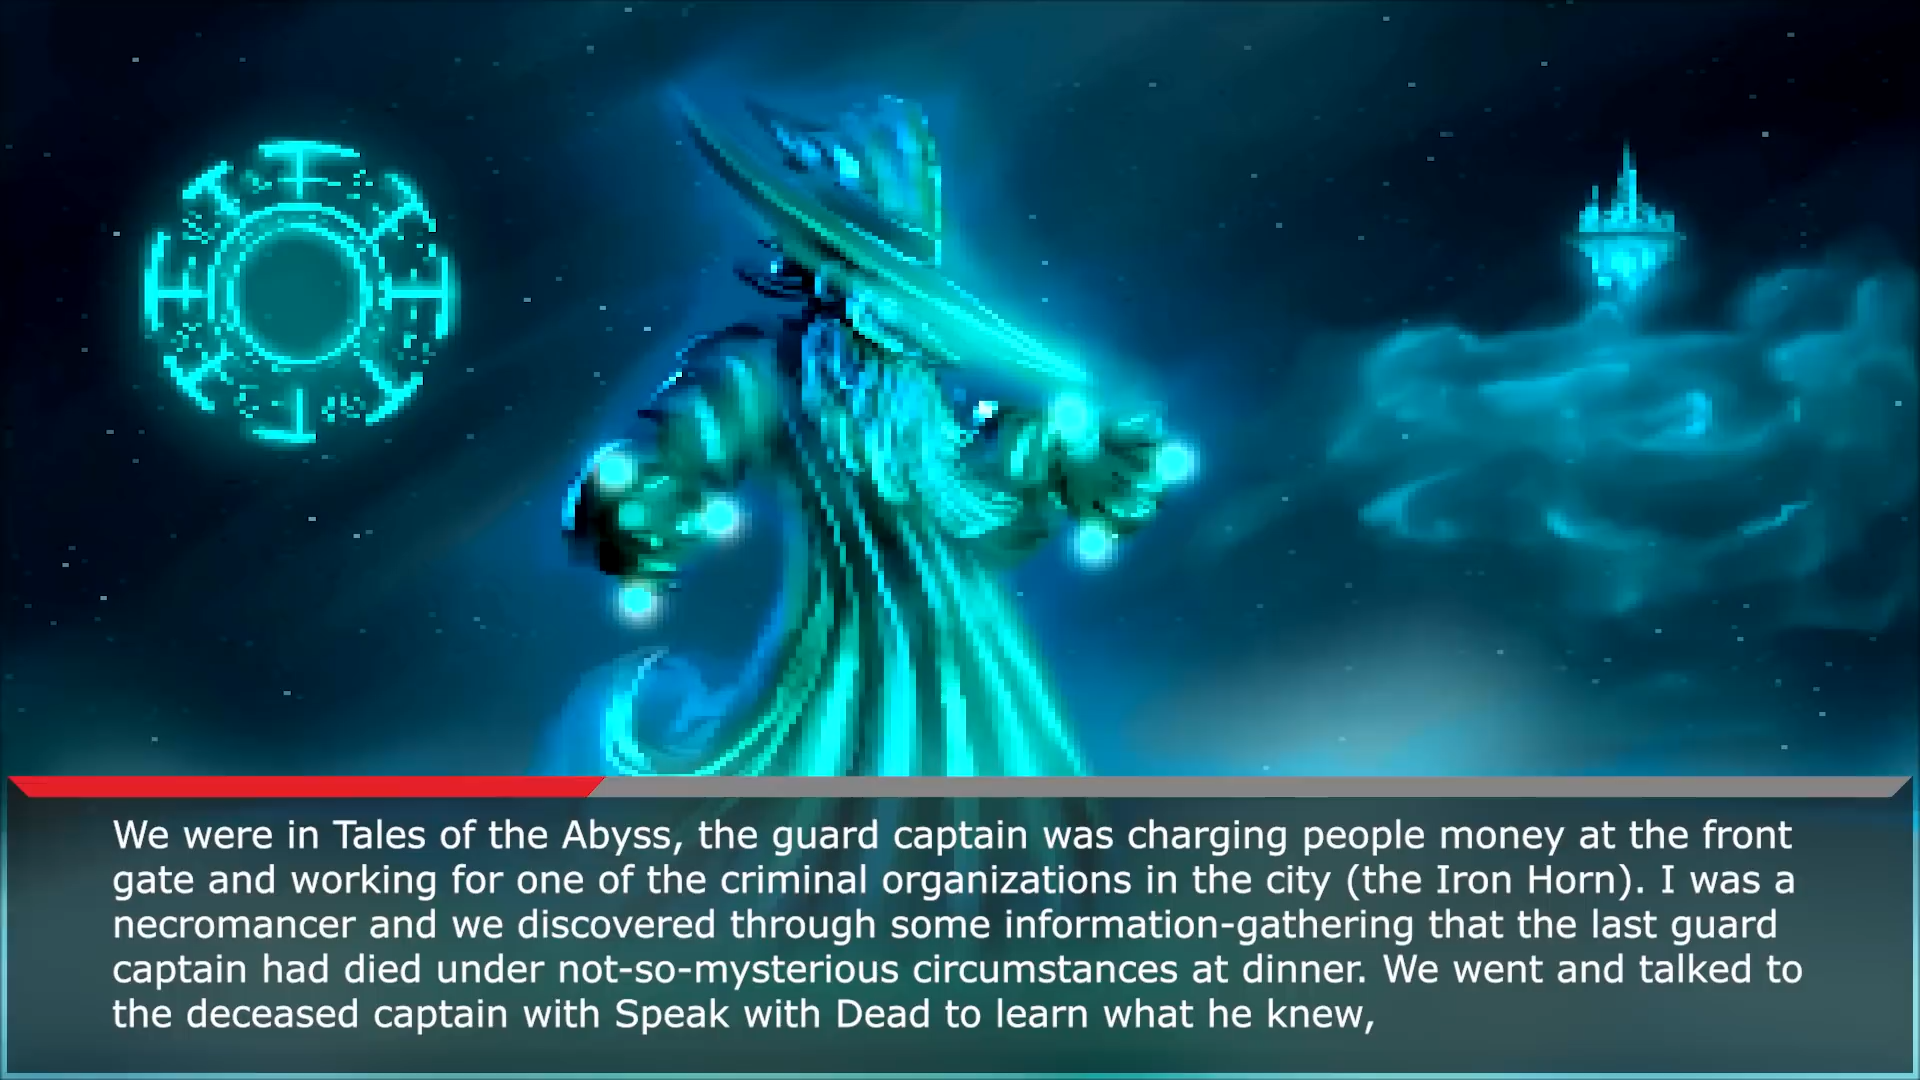 We were in Tales of the Abyss, the guard captain was charging people money at the front
gate and working for one of the criminal organizations in the city (the Iron Horn). I was a
necromancer and we discovered through some information-gathering that the last guard
captain had died under not-so-mysterious circumstances at dinner. We went and talked to
the deceased captain with Speak with Dead to learn what he knew,